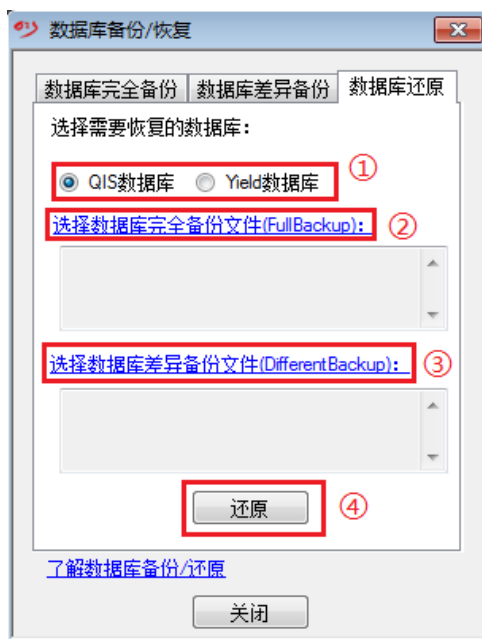 数据库备份/恢复
数据库完全备份 数据库差异备份 数据库还原
选择需要恢复的数据库：
QIS数据库 Yield数据库 ①
选择数据库完全备份文件(FullBackup)： ②
选择数据库差异备份文件(DifferentBackup)： ③
还原 ④
了解数据库备份/还原
关闭